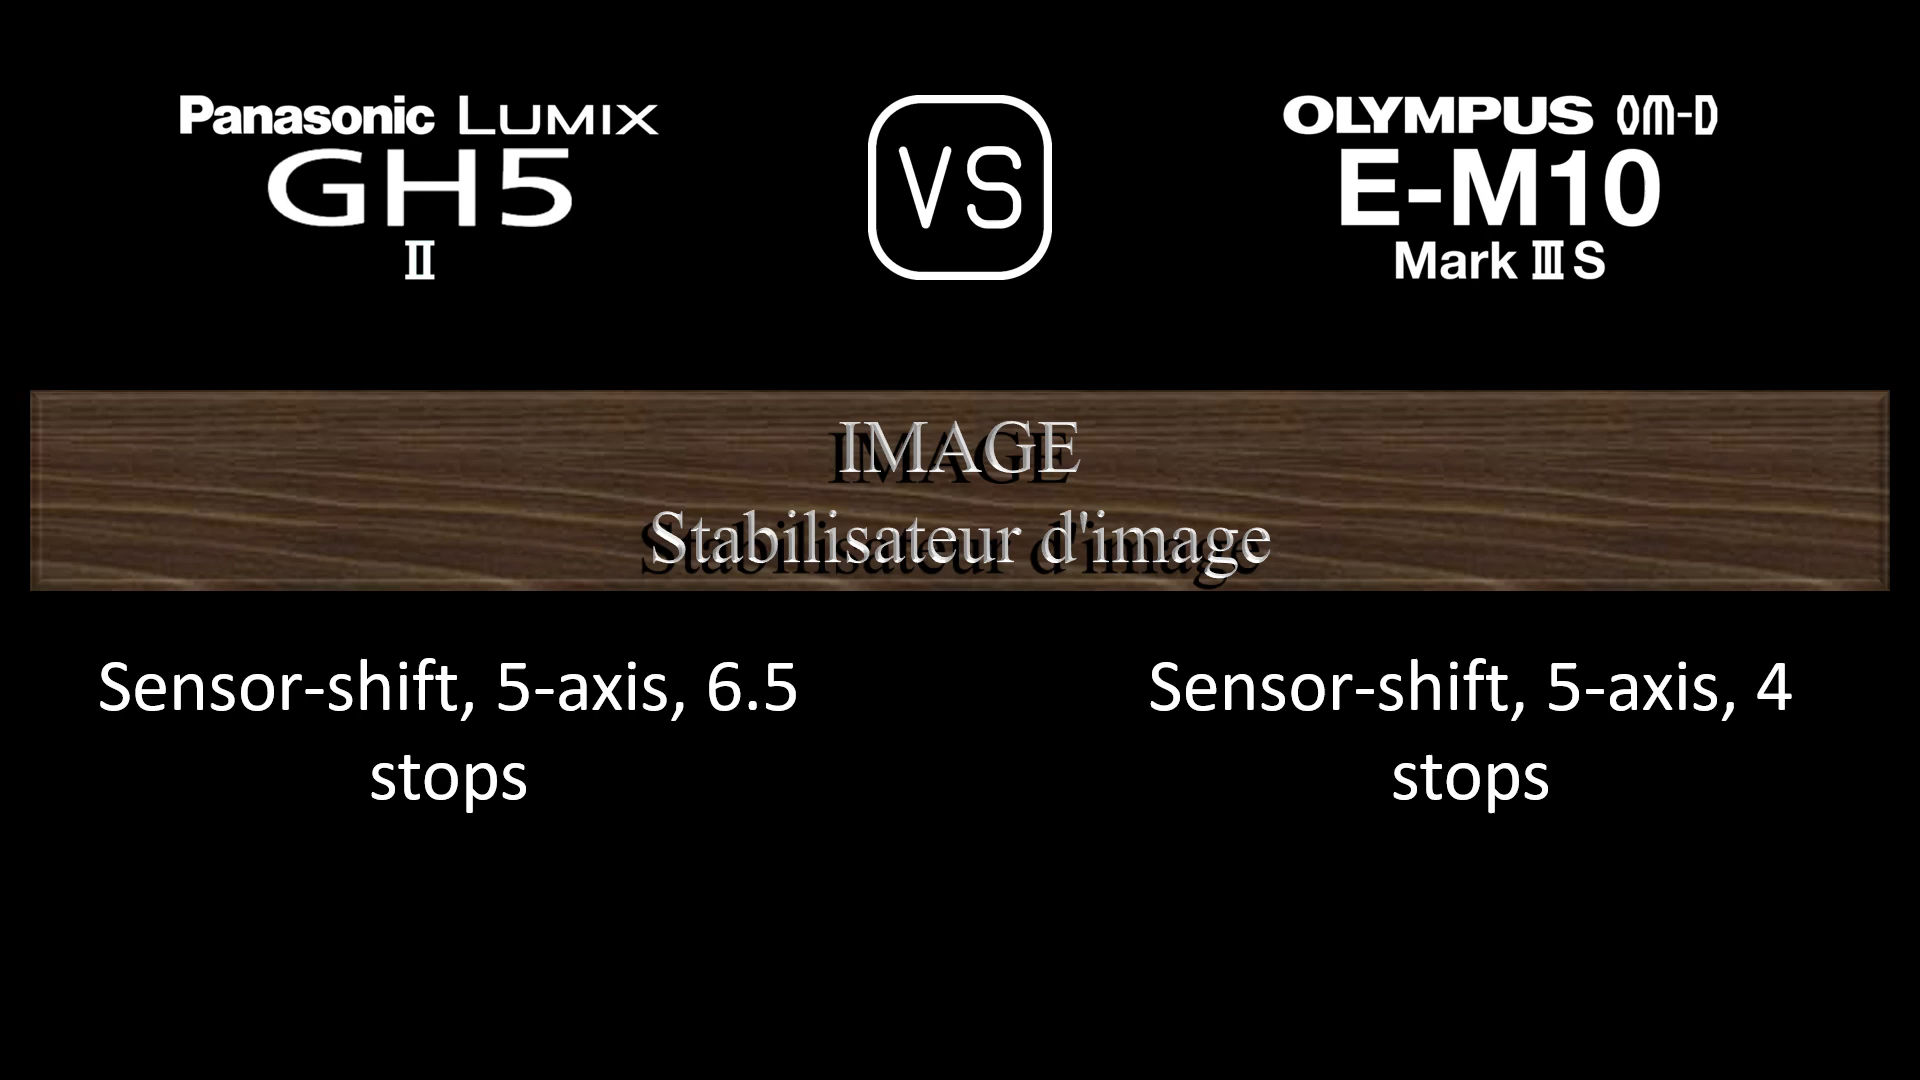 Panasonic LUMIX
GH5
II
VS
OLYMPUS OM-D
E-M10
Mark III S
IMAGE
Stabilisateur d'image
Sensor-shift, 5-axis, 6.5
stops
Sensor-shift, 5-axis, 4
stops